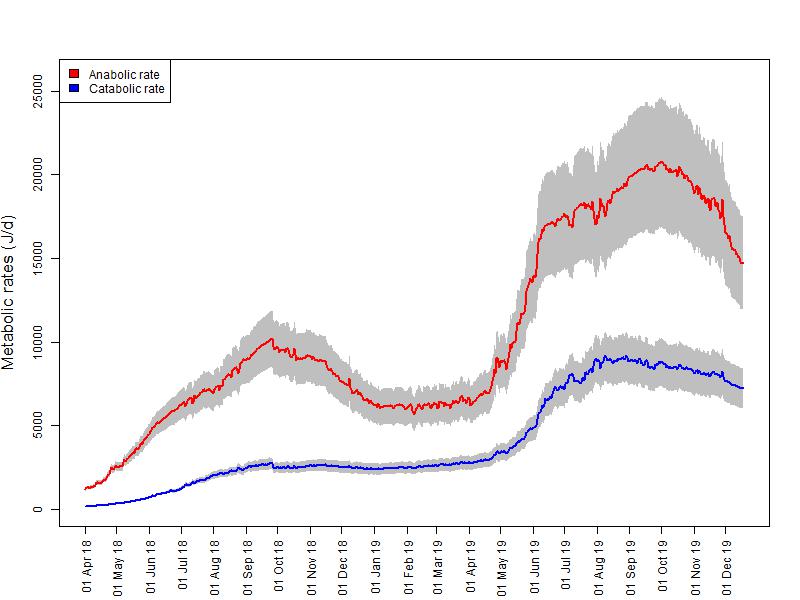 Anabolic rate
Catabolic rate
Metabolic rates (J/d)
25000
20000
15000
10000
5000
0
01 Apr 18
01 May 18
01 Jun 18
01 Jul 18
01 Aug 18
01 Sep 18
01 Oct 18
01 Nov 18
01 Dec 18
01 Jan 19
01 Feb 19
01 Mar 19
01 Apr 19
01 May 19
01 Jun 19
01 Jul 19
01 Aug 19
01 Sep 19
01 Oct 19
01 Nov 19
01 Dec 19